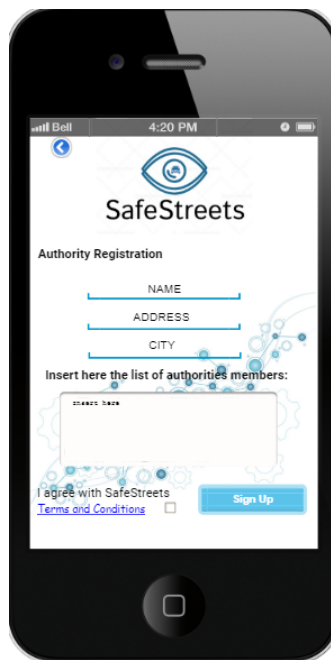 Bell 4:20 PM
SafeStreets
Authority Registration
NAME
ADDRESS
CITY
Insert here the list of authorities members:
insert here
I agree with SafeStreets
Terms and Conditions
Sign Up